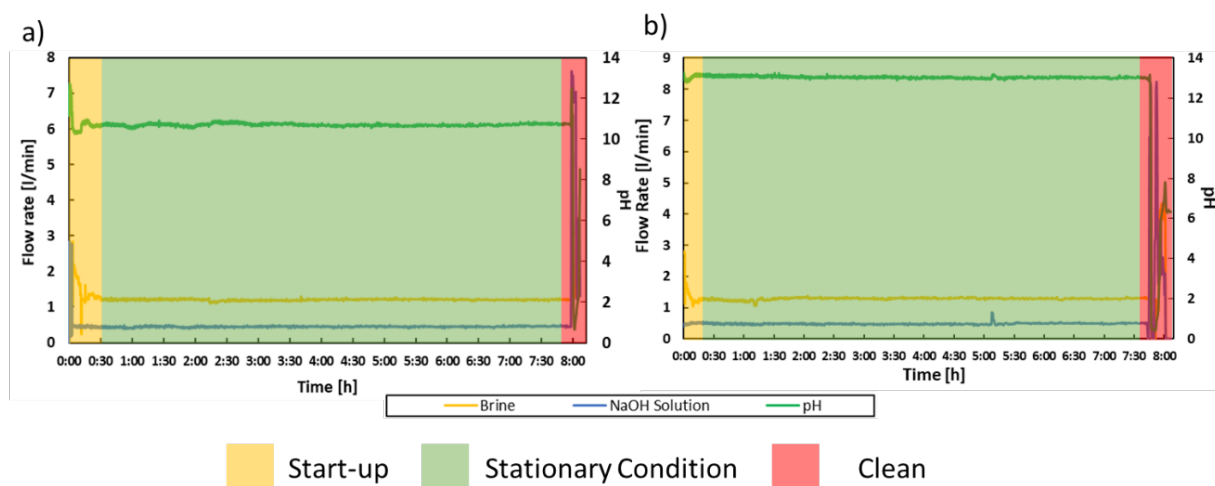 a)
b)
8
7
6
5
4
3
2
1
0
Flow rate [l/min]
14
12
10
8
6
4
2
0
pH
0:00 0:30 1:00 1:30 2:00 2:30 3:00 3:30 4:00 4:30 5:00 5:30 6:00 6:30 7:00 7:30 8:00
Time [h]
9
8
7
6
5
4
3
2
1
0
Flow Rate [l/min]
14
12
10
8
6
4
2
0
pH
0:00 0:30 1:00 1:30 2:00 2:30 3:00 3:30 4:00 4:30 5:00 5:30 6:00 6:30 7:00 7:30 8:00
Time [h]
Brine NaOH Solution pH
Start-up Stationary Condition Clean